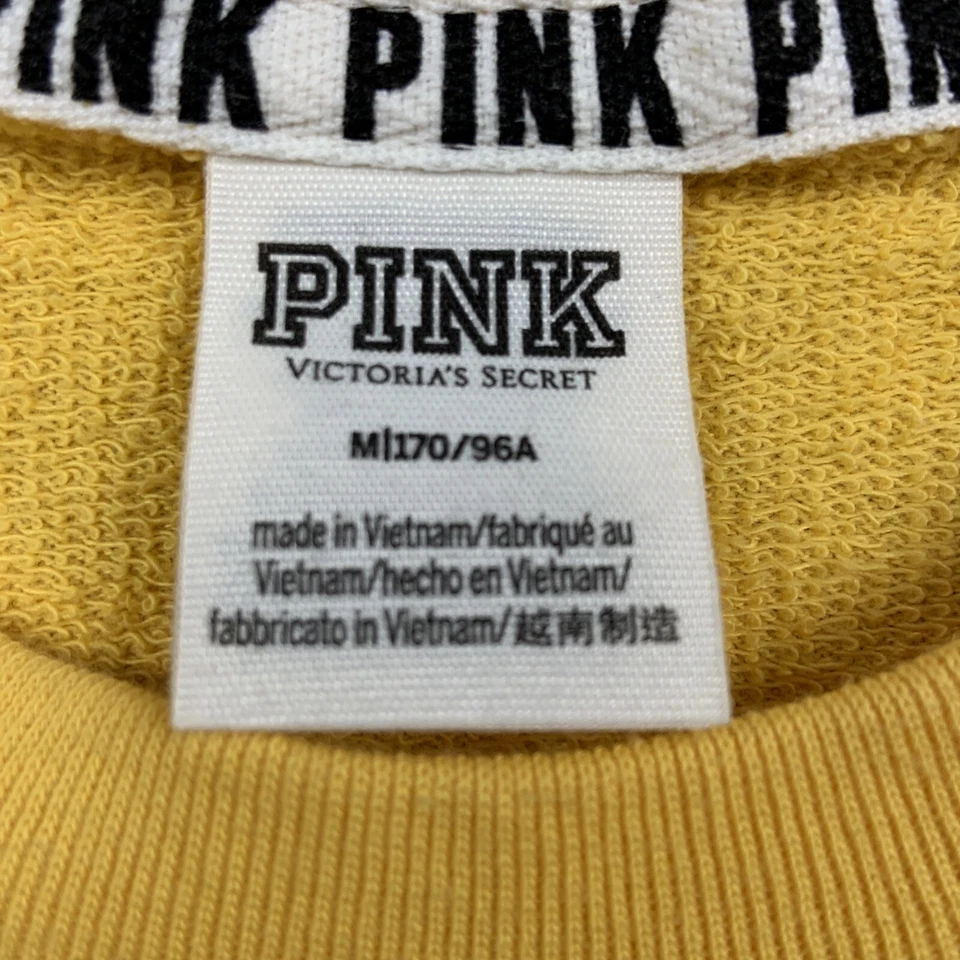 PINK PINK PIN
PINK
VICTORIA'S SECRET
M|170/96A
made in Vietnam/fabriqué au
Vietnam/hecho en Vietnam/
fabbricato in Vietnam/越南制造